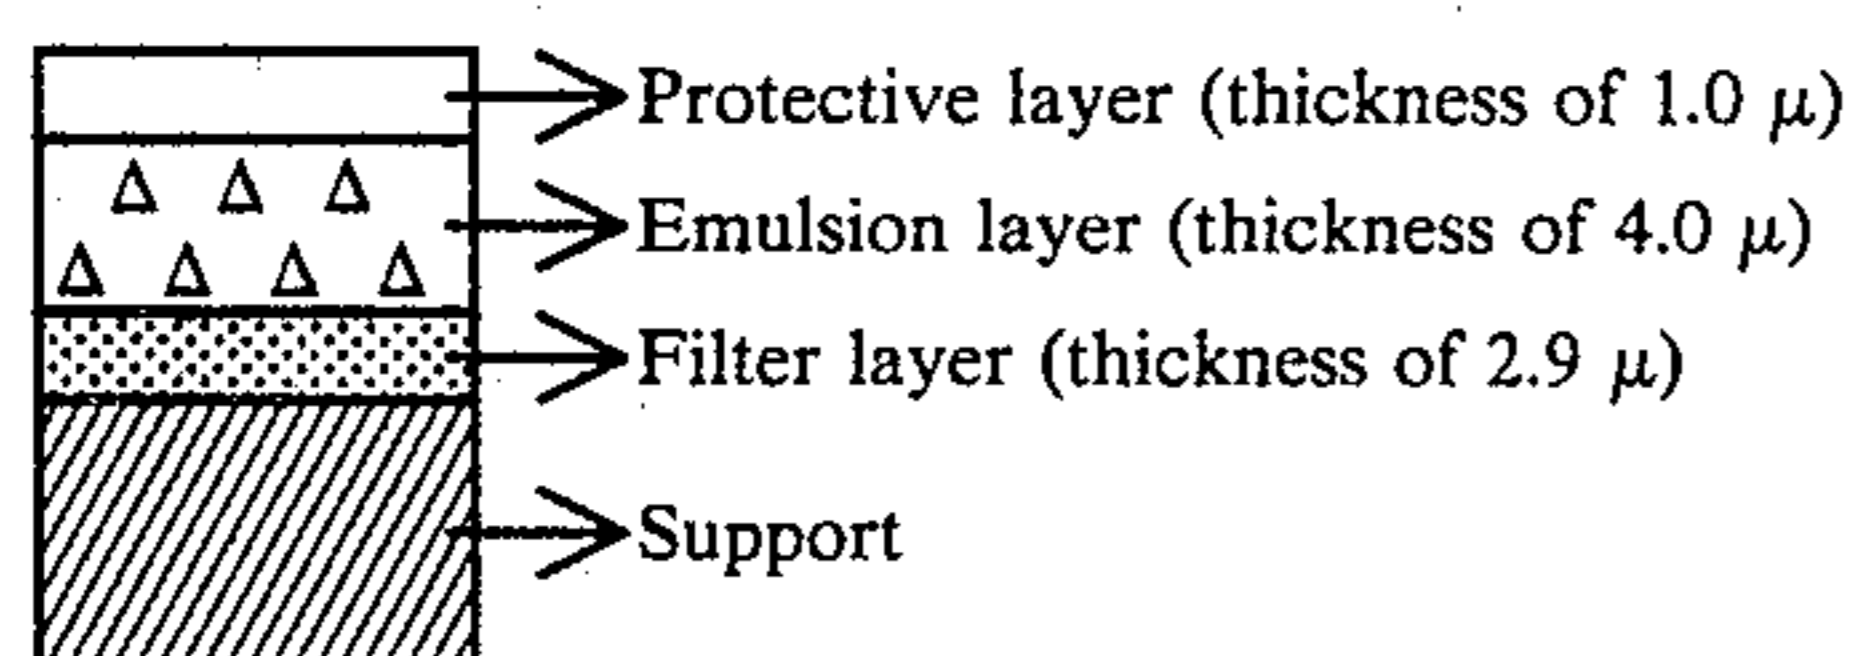 Protective layer (thickness of 1.0 μ)
Emulsion layer (thickness of 4.0 μ)
Filter layer (thickness of 2.9 μ)
Support